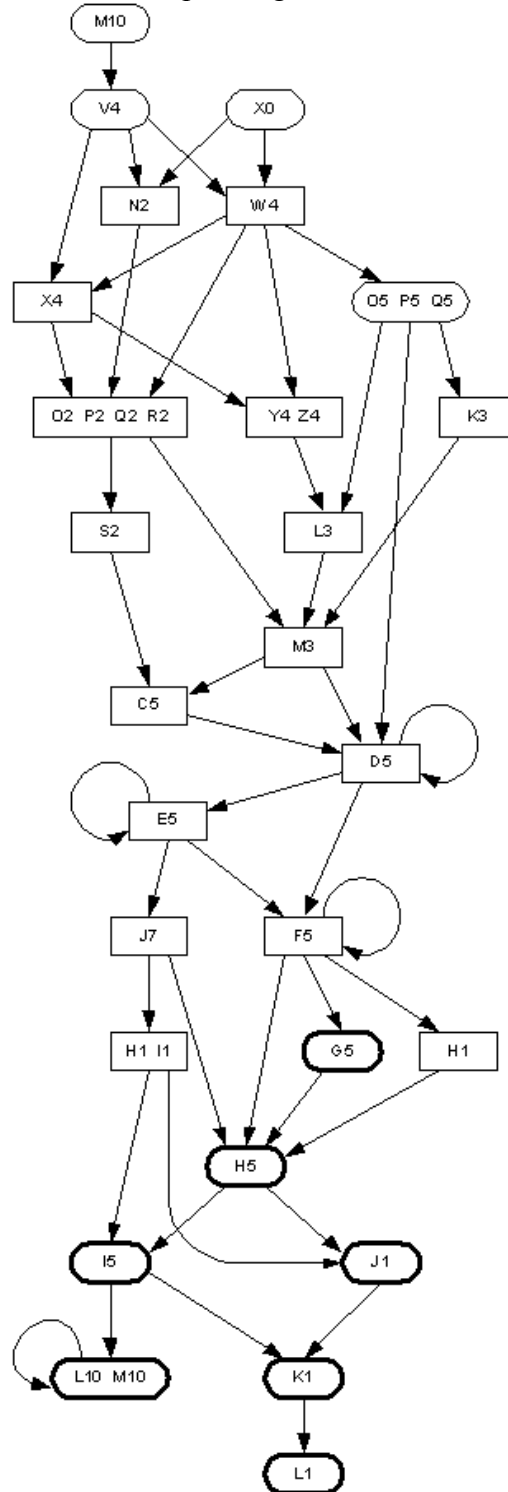 M10
V4 X0
N2 W4
X4 O5 P5 Q5
O2 P2 Q2 R2 Y4 Z4 K3
S2 L3
M3
C5
D5
E5
J7 F5
H1 I1 G5 H1
H5
I5 J1
L10 M10 K1
L1